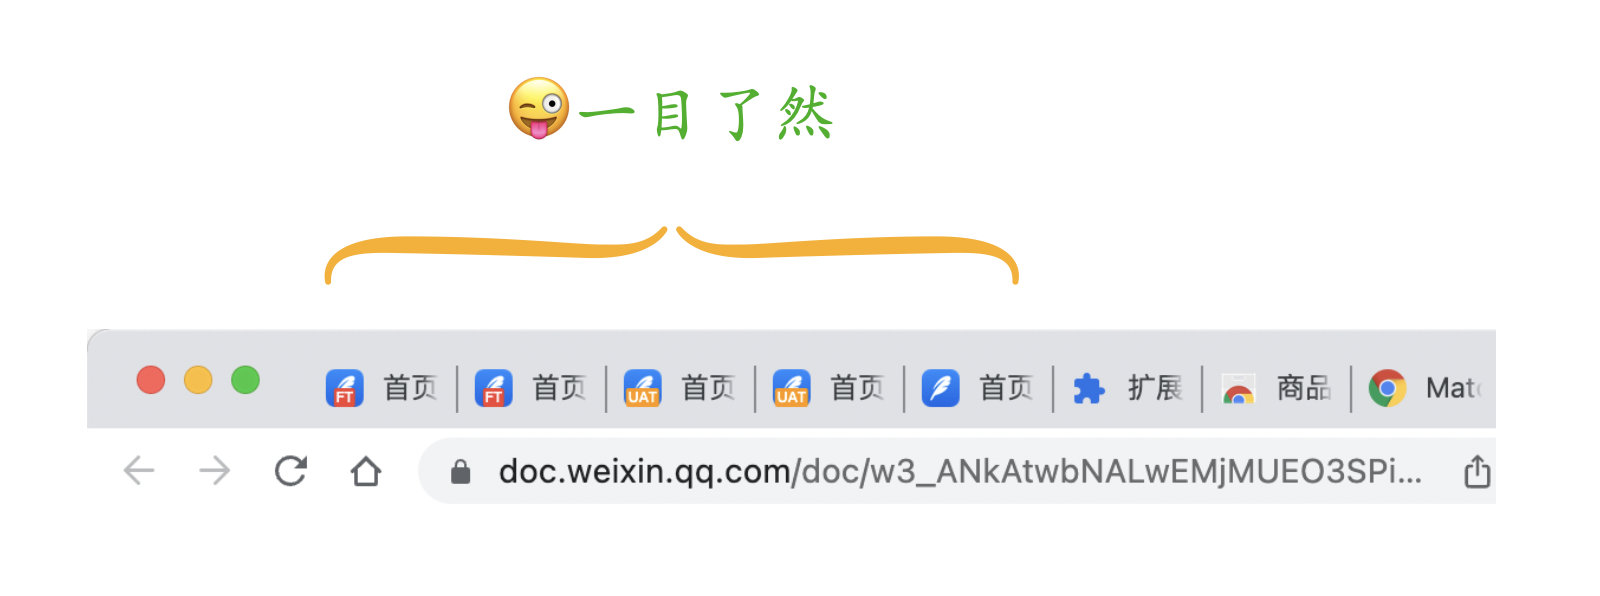 😜一目了然
FT 首页 FT 首页 UAT 首页 UAT 首页 首页 扩展 商品 Mat
doc.weixin.qq.com/doc/w3_ANkAtwbNALwEMjMUEO3SPi...